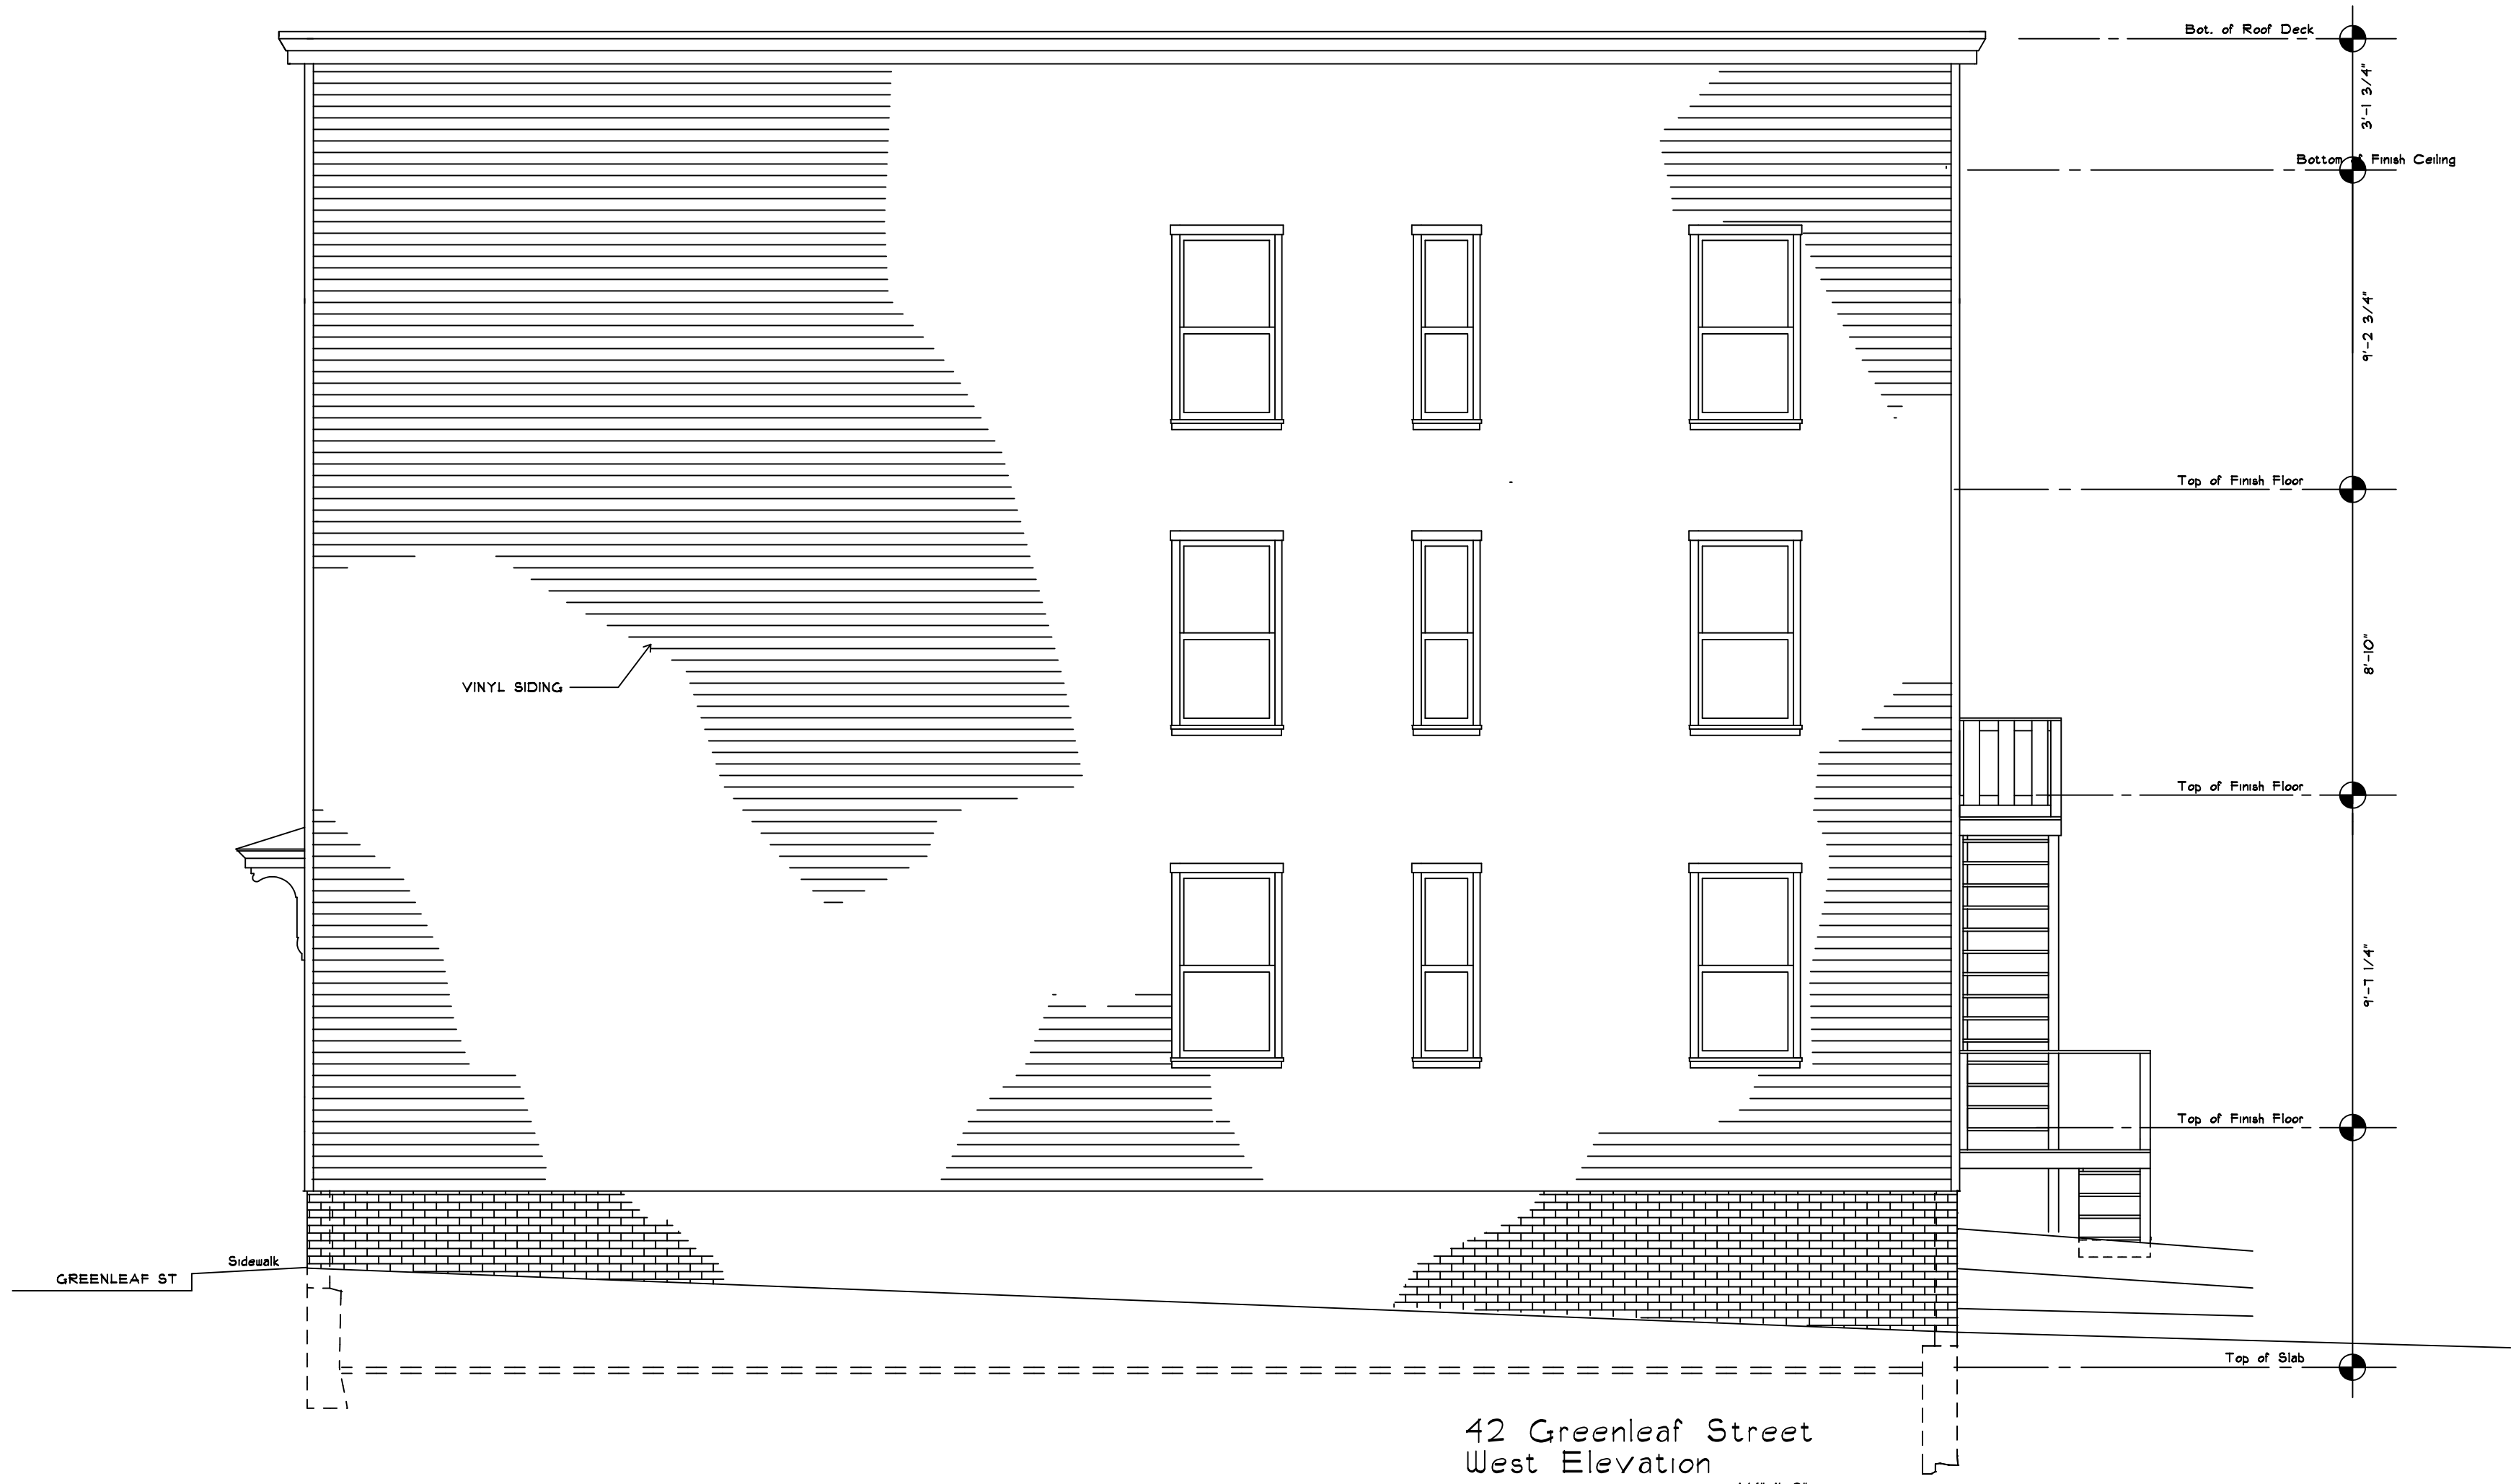 Bot. of Roof Deck
3'-1 3/4"
Bottom of Finish Ceiling
9'-2 3/4"
Top of Finish Floor
8'-10"
VINYL SIDING
Top of Finish Floor
9'-7 1/4"
Top of Finish Floor
Sidewalk
GREENLEAF ST
Top of Slab
42 Greenleaf Street
West Elevation